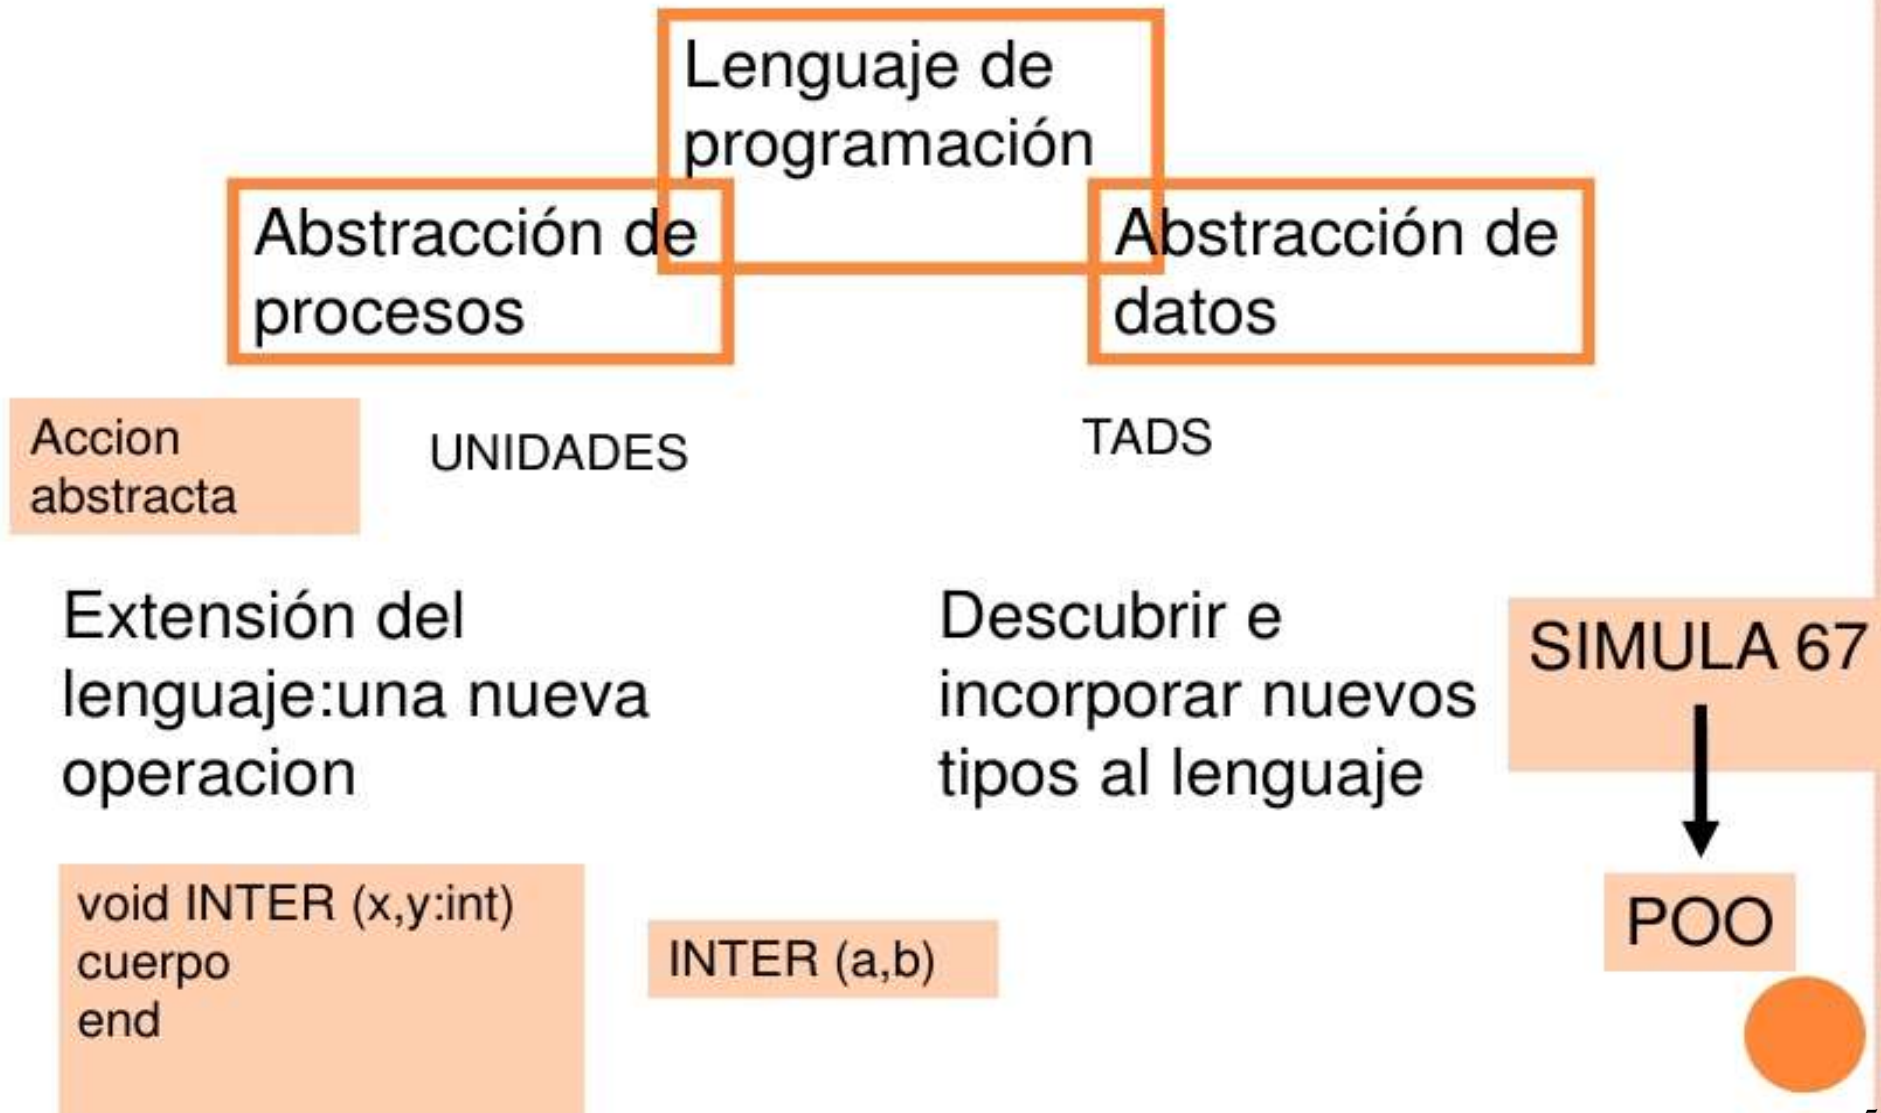 Lenguaje de
programación
Abstracción de
procesos
Abstracción de
datos
Accion
abstracta
UNIDADES
TADS
Extensión del
lenguaje:una nueva
operacion
Descubrir e
incorporar nuevos
tipos al lenguaje
SIMULA 67
POO
void INTER (x,y:int)
cuerpo
end
INTER (a,b)